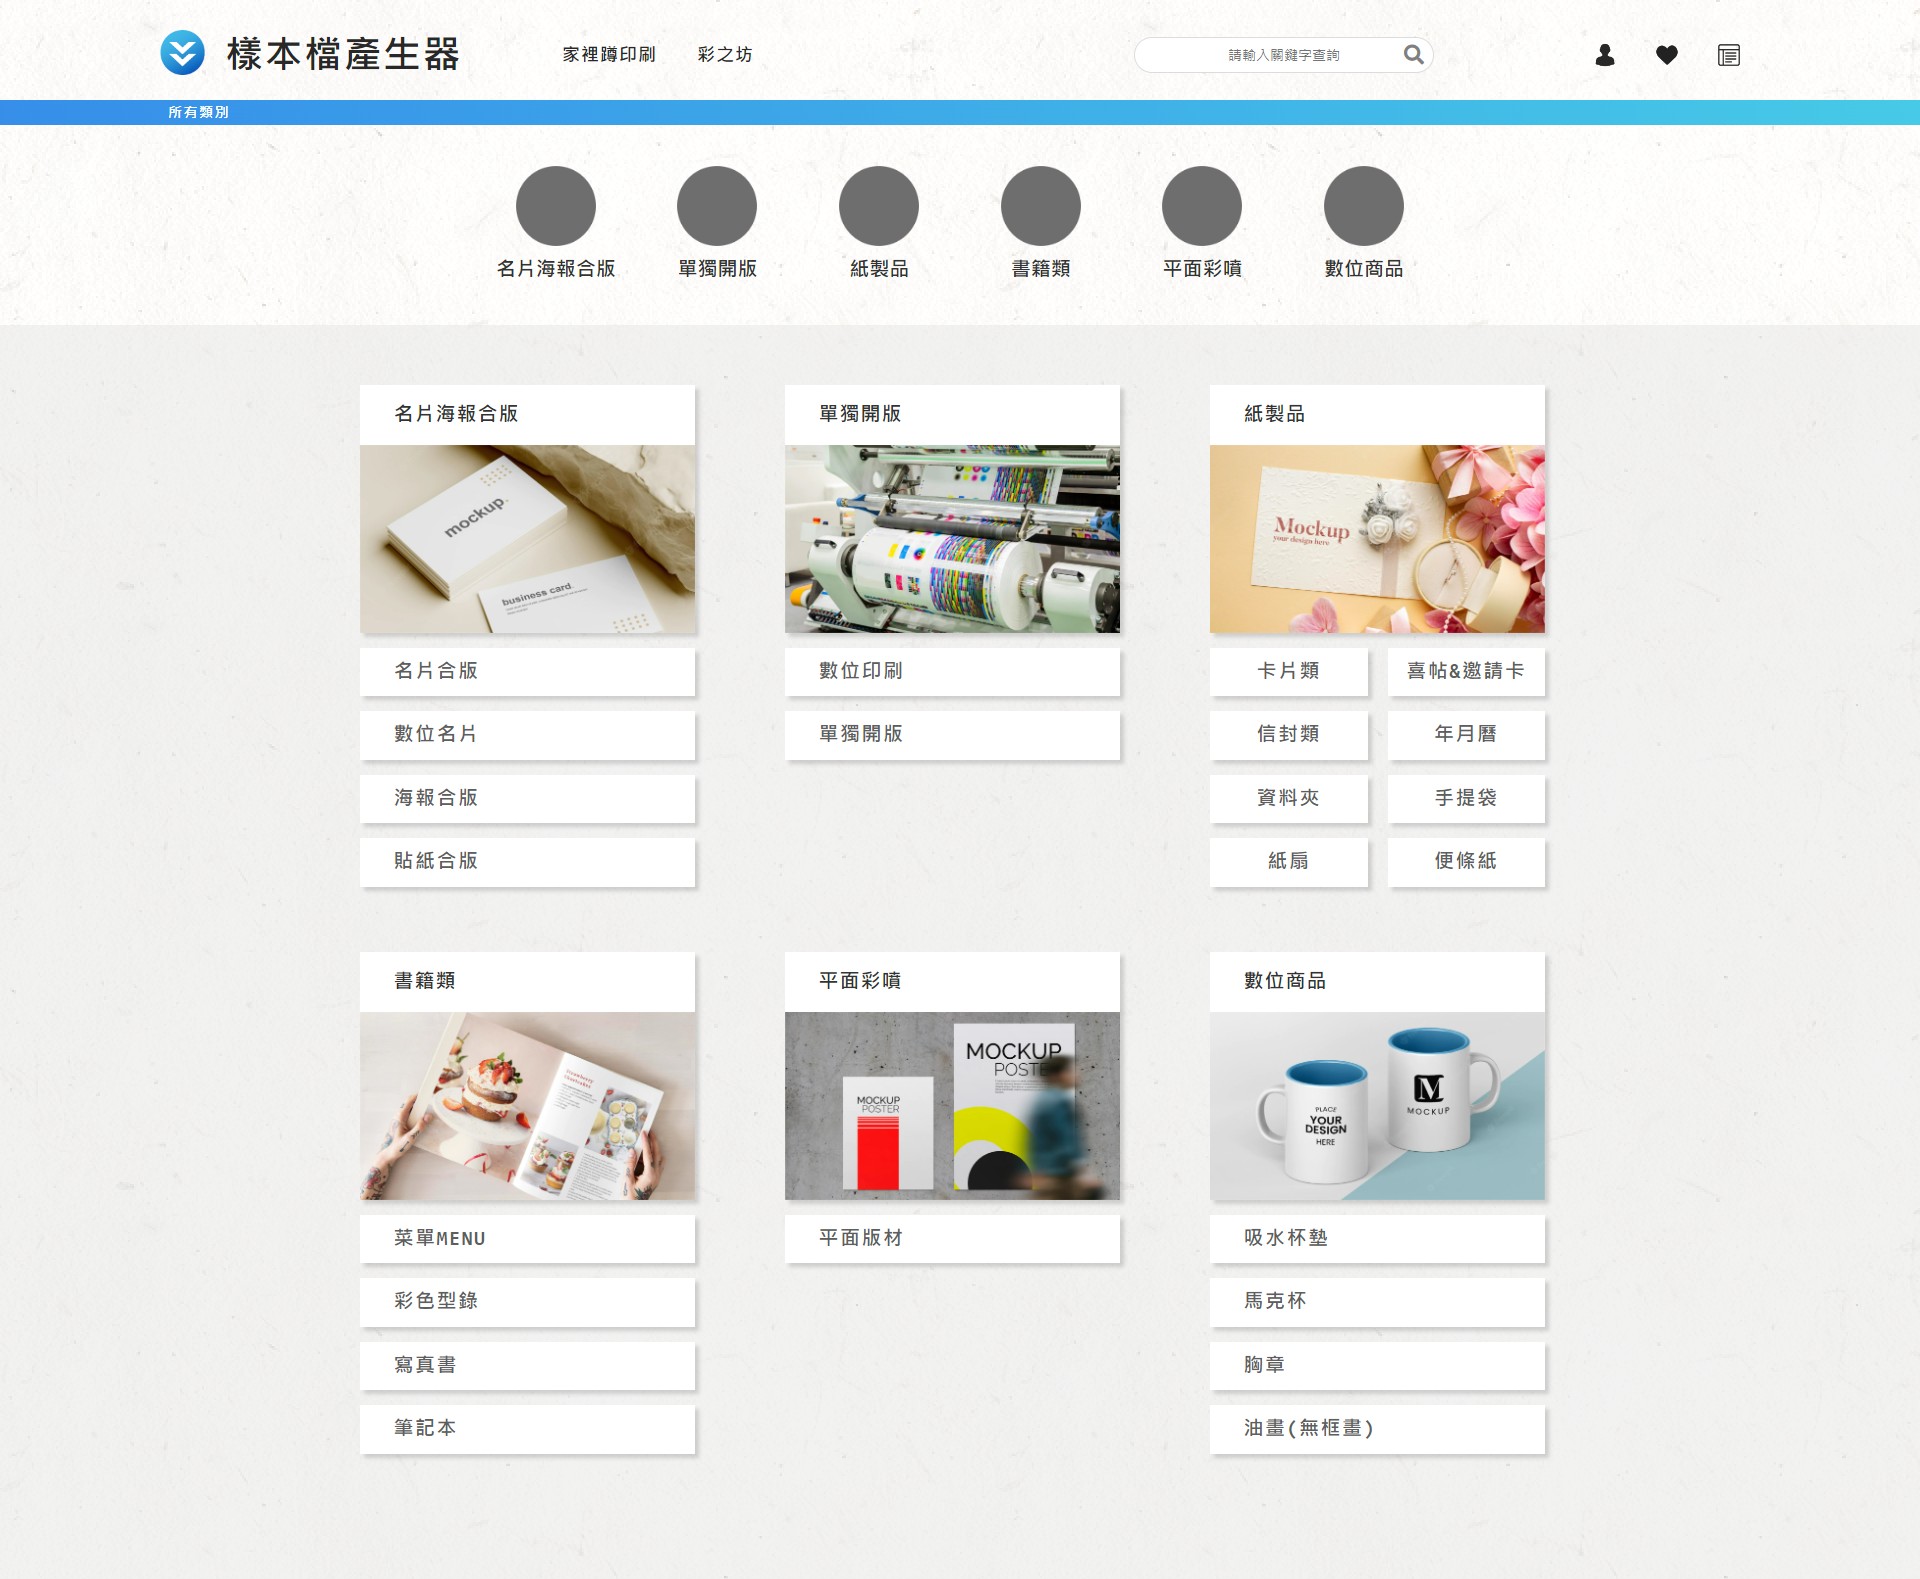 樣本檔產生器
家裡蹲印刷
彩之坊
請輸入關鍵字查詢
所有類別
名片海報合版
單獨開版
紙製品
書籍類
平面彩噴
數位商品
名片海報合版
mockup.
business card.
名片合版
數位名片
海報合版
貼紙合版
單獨開版
數位印刷
單獨開版
紙製品
Mockup
your design here
卡片類
喜帖&邀請卡
信封類
年月曆
資料夾
手提袋
紙扇
便條紙
書籍類
Strawberry
菜單MENU
彩色型錄
寫真書
筆記本
平面彩噴
MOCKUP
POSTER
MOCKUP
POSTE
平面版材
數位商品
PLACE
YOUR
DESIGN
HERE
M
MOCKUP
吸水杯墊
馬克杯
胸章
油畫(無框畫)